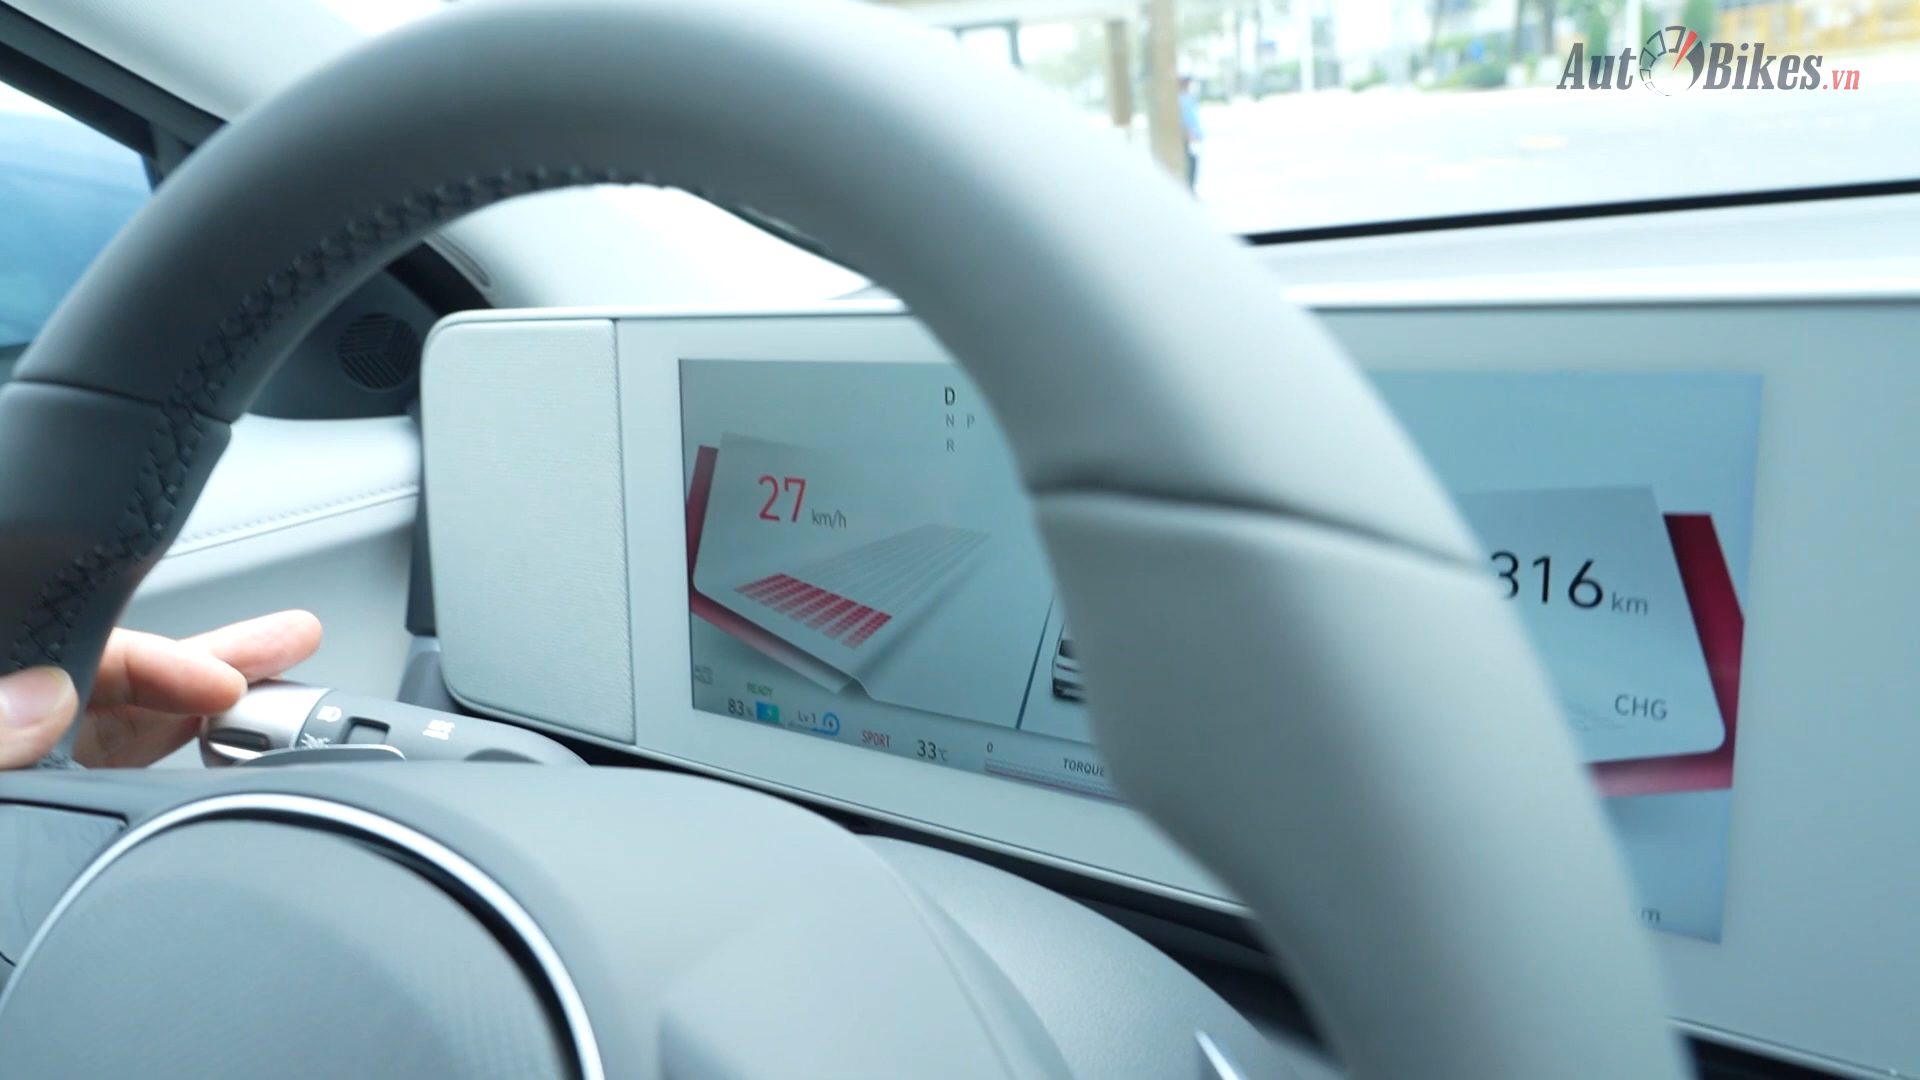 AutoBikes.vn
D
N P
R
27 km/h
316 km
CHG
READY
83%
Lv 1
SPORT
33℃
0
TORQUE
m